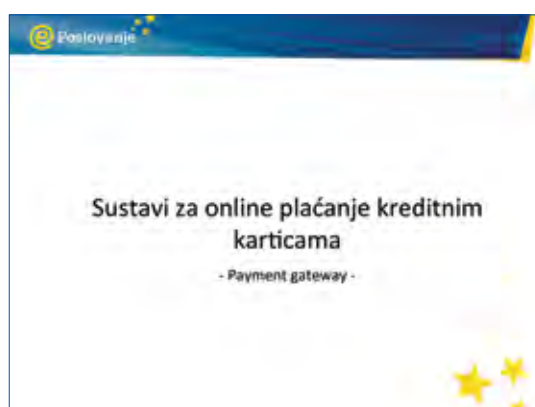 e Poslovanje
Sustavi za online plaćanje kreditnim
karticama
- Payment gateway -